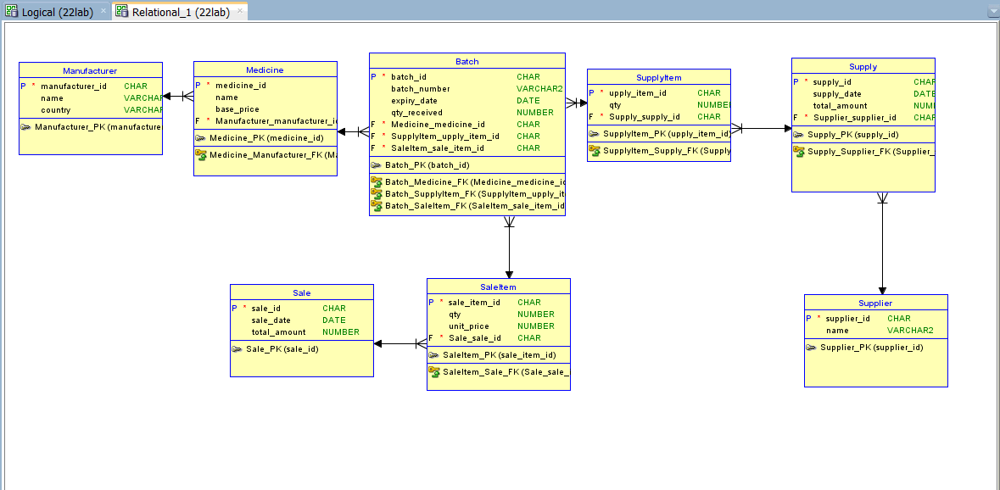 Logical (22lab)
Relational_1 (22lab)
Manufacturer
P * manufacturer_id CHAR
name VARCHAR
country VARCHAR
Manufacturer_PK (manufacture
Medicine
P * medicine_id
name
base_price
F * Manufacturer_manufacturer_id
Medicine_PK (medicine_id)
Medicine_Manufacturer_FK (Ma
Batch
P * batch_id CHAR
batch_number VARCHAR2
expiry_date DATE
qty_received NUMBER
F * Medicine_medicine_id CHAR
F * SupplyItem_upply_item_id CHAR
F * SaleItem_sale_item_id CHAR
Batch_PK (batch_id)
Batch_Medicine_FK (Medicine_medicine_id
Batch_SupplyItem_FK (SupplyItem_upply_it
Batch_SaleItem_FK (SaleItem_sale_item_id
SupplyItem
P * upply_item_id CHAR
qty NUMBE
F * Supply_supply_id CHAR
SupplyItem_PK (upply_item_id)
SupplyItem_Supply_FK (Supply
Supply
P * supply_id CHAR
supply_date DATE
total_amount NUM
F * Supplier_supplier_id CHAR
Supply_PK (supply_id)
Supply_Supplier_FK (Supplier_
Sale
P * sale_id CHAR
sale_date DATE
total_amount NUMBER
Sale_PK (sale_id)
SaleItem
P * sale_item_id CHAR
qty NUMBER
unit_price NUMBER
F * Sale_sale_id CHAR
SaleItem_PK (sale_item_id)
SaleItem_Sale_FK (Sale_sale_
Supplier
P * supplier_id CHAR
name VARCHAR2
Supplier_PK (supplier_id)